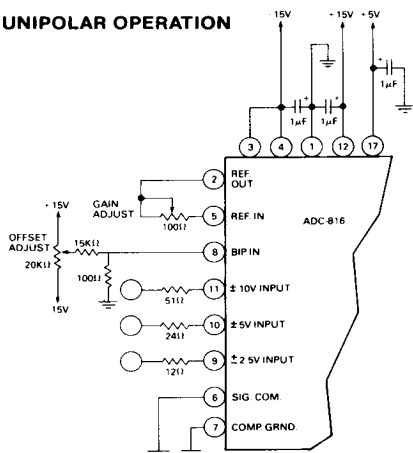 UNIPOLAR OPERATION
- 15V
+ 15V
+ 5V
+
1µF
+
1µF
+
1µF
3
4
1
12
17
2
REF.
OUT
GAIN
ADJUST
100Ω
5
REF. IN
ADC-816
+ 15V
OFFSET
ADJUST
20KΩ
15KΩ
8
BIP IN
100Ω
15V
11
± 10V INPUT
51Ω
10
± 5V INPUT
24Ω
9
± 2 5V INPUT
12Ω
6
SIG. COM.
7
COMP. GRND.